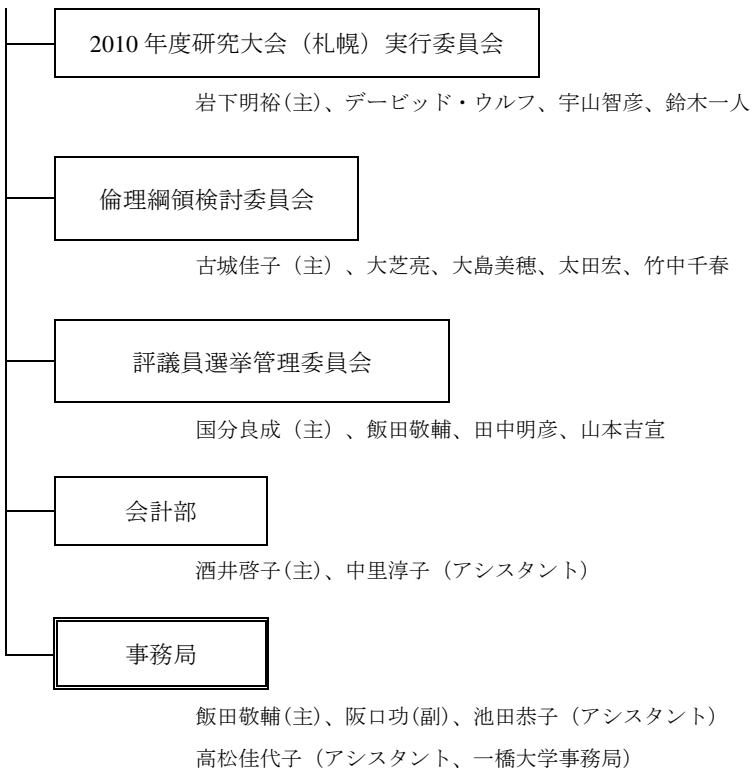 2010 年度研究大会（札幌）実行委員会
岩下明裕(主)、デービッド・ウルフ、宇山智彦、鈴木一人
倫理綱領検討委員会
古城佳子（主）、大芝亮、大島美穂、太田宏、竹中千春
評議員選挙管理委員会
国分良成（主）、飯田敬輔、田中明彦、山本吉宣
会計部
酒井啓子(主)、中里淳子（アシスタント）
事務局
飯田敬輔(主)、阪口功(副)、池田恭子（アシスタント）
高松佳代子（アシスタント、一橋大学事務局）